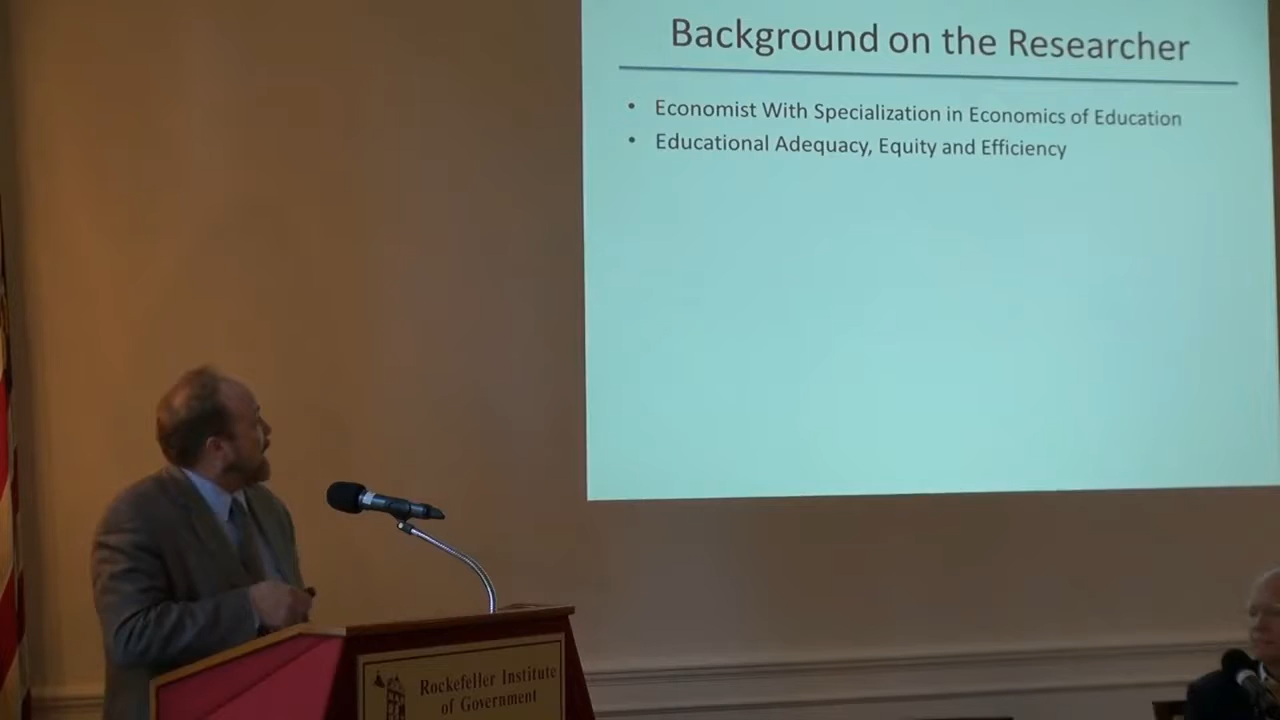 Background on the Researcher
• Economist With Specialization in Economics of Education
• Educational Adequacy, Equity and Efficiency
Rockefeller Institute
of Government